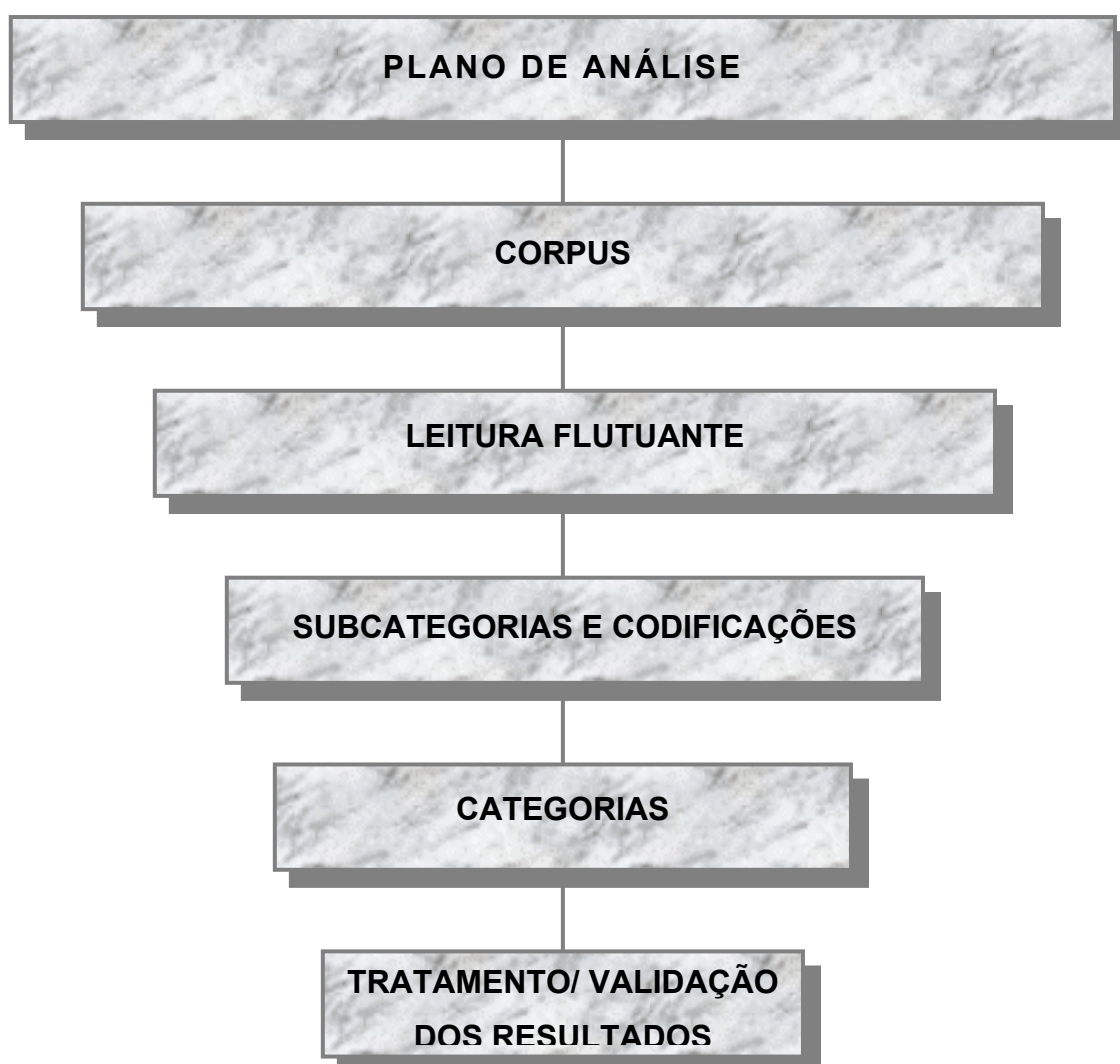 PLANO DE ANÁLISE
CORPUS
LEITURA FLUTUANTE
SUBCATEGORIAS E CODIFICAÇÕES
CATEGORIAS
TRATAMENTO/ VALIDAÇÃO
DOS RESULTADOS